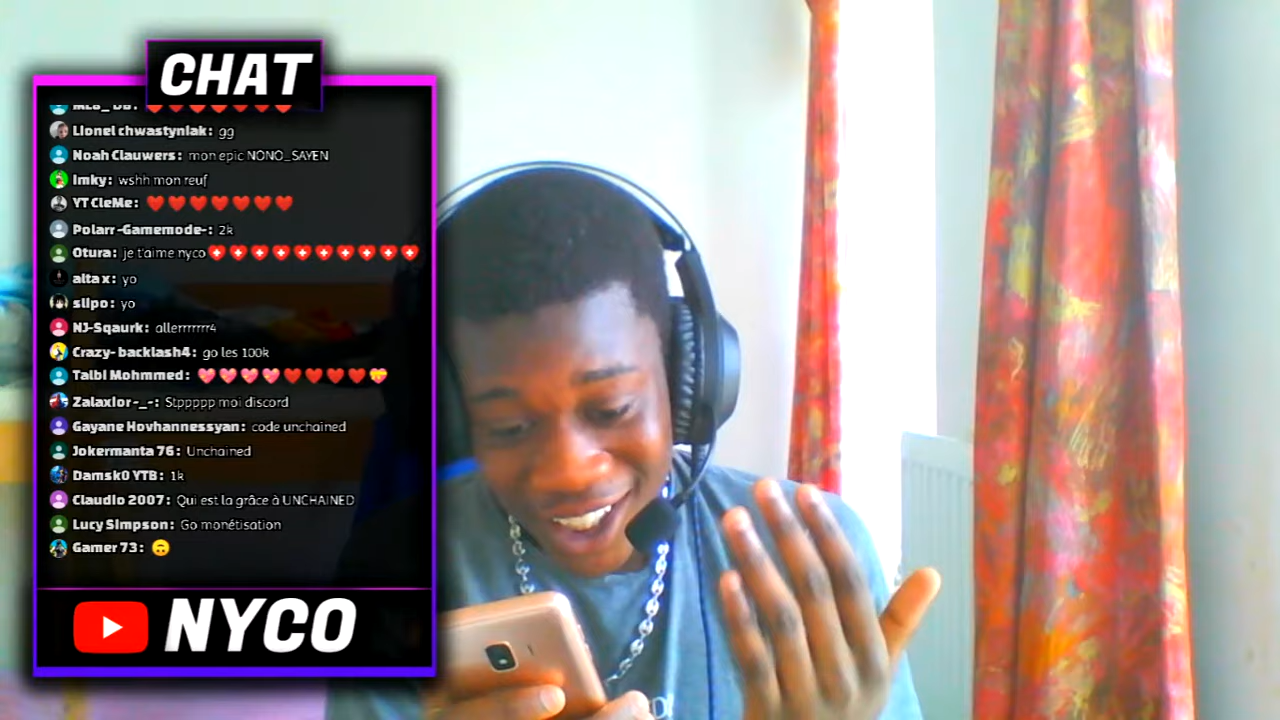 CHAT
Lionel chwastyniak: gg
Noah Clauwers: mon epic NONO_SAYEN
Imky: wshh mon reuf
YT CleMe: ❤️❤️❤️❤️❤️❤️❤️
Polarr-Gamemode-: 2k
Otura: je t'aime nyco
alta x: yo
slipo: yo
NJ-Sqaurk: allerrrrrrr4
Crazy- backlash4: go les 100k
Talbi Mohmmed: 💖💖💖💖❤️❤️❤️❤️💝
Zalaxior-_-: Stppppp moi discord
Gayane Hovhannessyan: code unchained
Jokermanta 76: Unchained
Damsk0 YTB: 1k
Claudio 2007: Qui est la grâce à UNCHAINED
Lucy Simpson: Go monétisation
Gamer 73: 🙃
NYCO